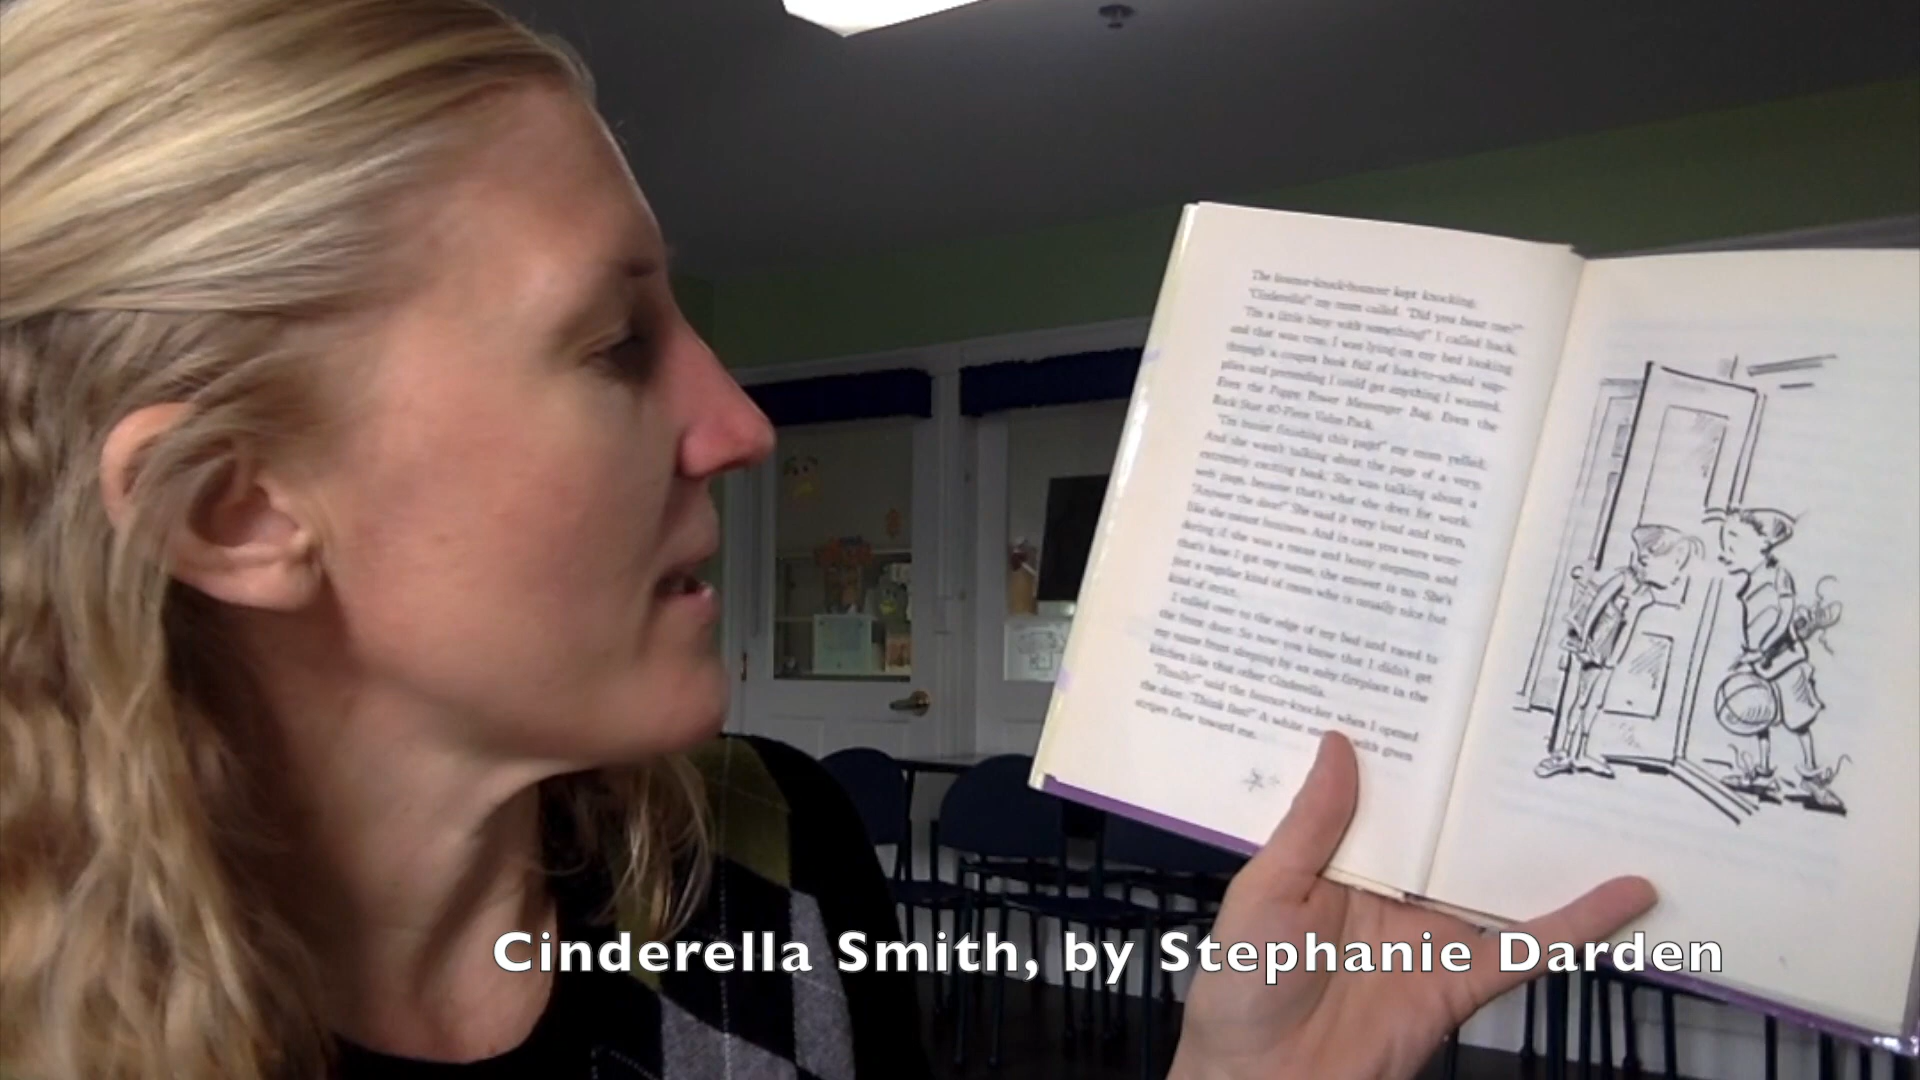 The bouncer-knock-bouncer kept knocking.
"Cinderella!" my mom called. "Did you hear me?"
"I'm a little busy with something!" I called back,
and that was true. I was lying on my bed looking
through a coupon book full of back-to-school sup-
plies and pretending I could get anything I wanted.
Even the Puppy Power Messenger Bag. Even the
Rock Star 40-Piece Value Pack.
"I'm busier finishing this page!" my mom yelled.
And she wasn't talking about the page of a very,
extremely exciting book. She was talking about a
web page, because that's what she does for work.
"Answer the door!" She said it very loud and stern,
like she meant business. And in case you were won-
dering if she was a mean and bossy stepmom and
that's how I got my name, the answer is no. She's
just a regular kind of mom who is usually nice but
kind of strict.
I rolled over to the edge of my bed and raced to
the front door. So now you know that I didn't get
my name from sleeping by an ashy fireplace in the
kitchen like that other Cinderella.
"Finally!" said the bouncer-knocker when I opened
the door. "Think fast!" A white with green
stripes flew toward me.
Cinderella Smith, by Stephanie Darden